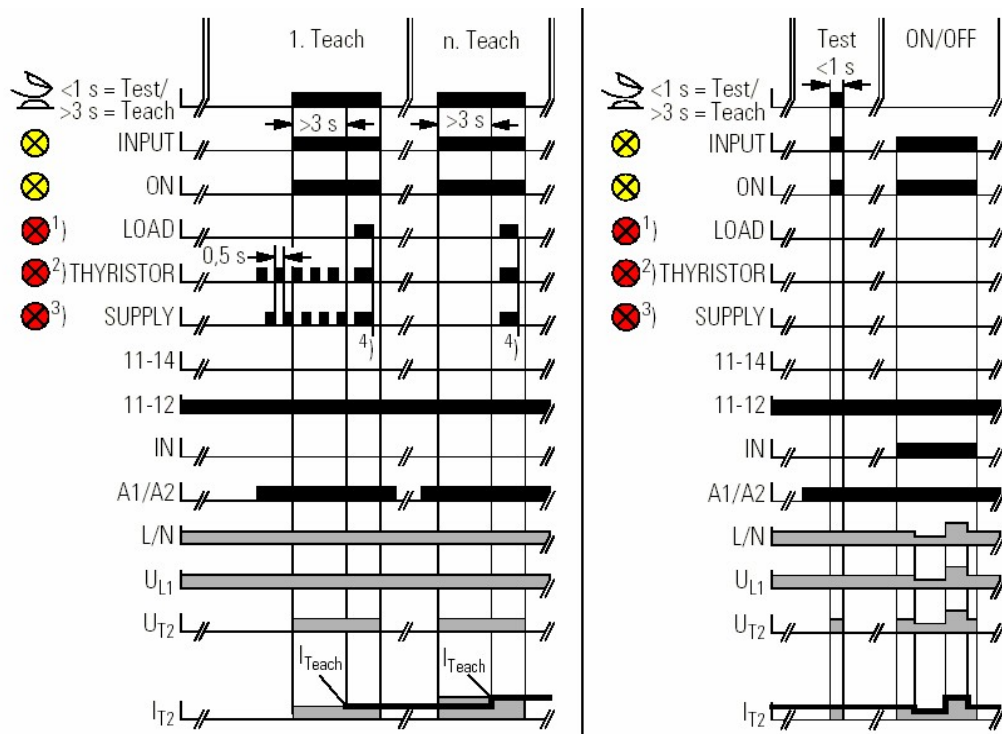 1. Teach n. Teach
<1 s = Test/
>3 s = Teach
>3 s >3 s
INPUT
ON
1) LOAD
0,5 s
2) THYRISTOR
3) SUPPLY
4) 4)
11-14
11-12
IN
A1/A2
L/N
UL1
UT2
ITeach ITeach
IT2
Test ON/OFF
<1 s
<1 s = Test/
>3 s = Teach
INPUT
ON
1) LOAD
2) THYRISTOR
3) SUPPLY
11-14
11-12
IN
A1/A2
L/N
UL1
UT2
IT2